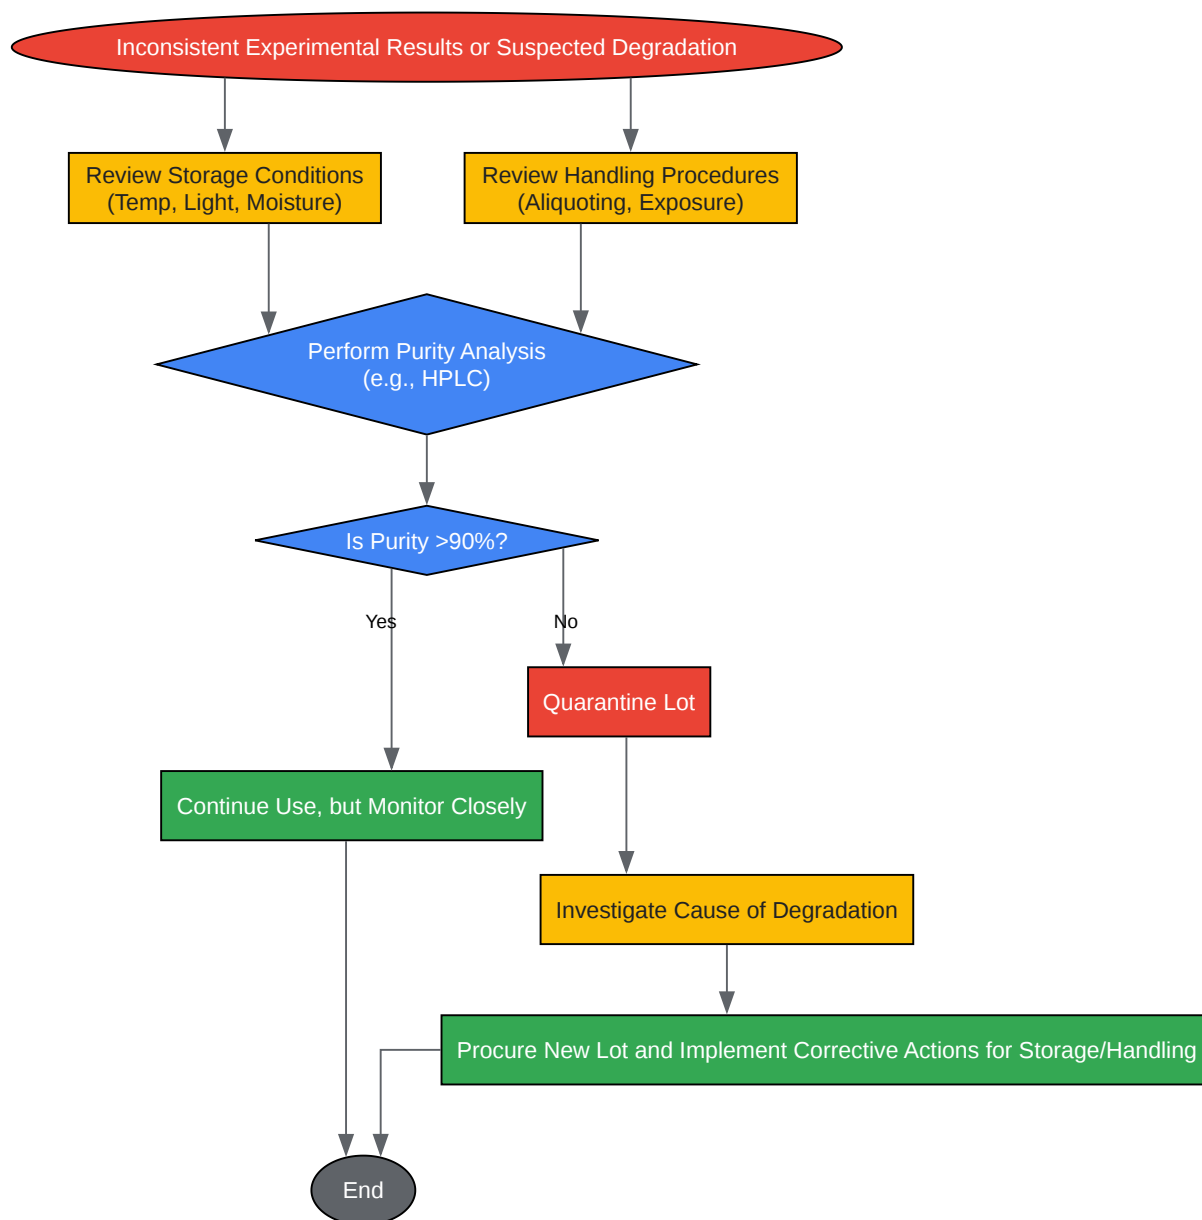 Inconsistent Experimental Results or Suspected Degradation
Review Storage Conditions
(Temp, Light, Moisture)
Review Handling Procedures
(Aliquoting, Exposure)
Perform Purity Analysis
(e.g., HPLC)
Is Purity >90%?
Yes
No
Quarantine Lot
Continue Use, but Monitor Closely
Investigate Cause of Degradation
Procure New Lot and Implement Corrective Actions for Storage/Handling
End